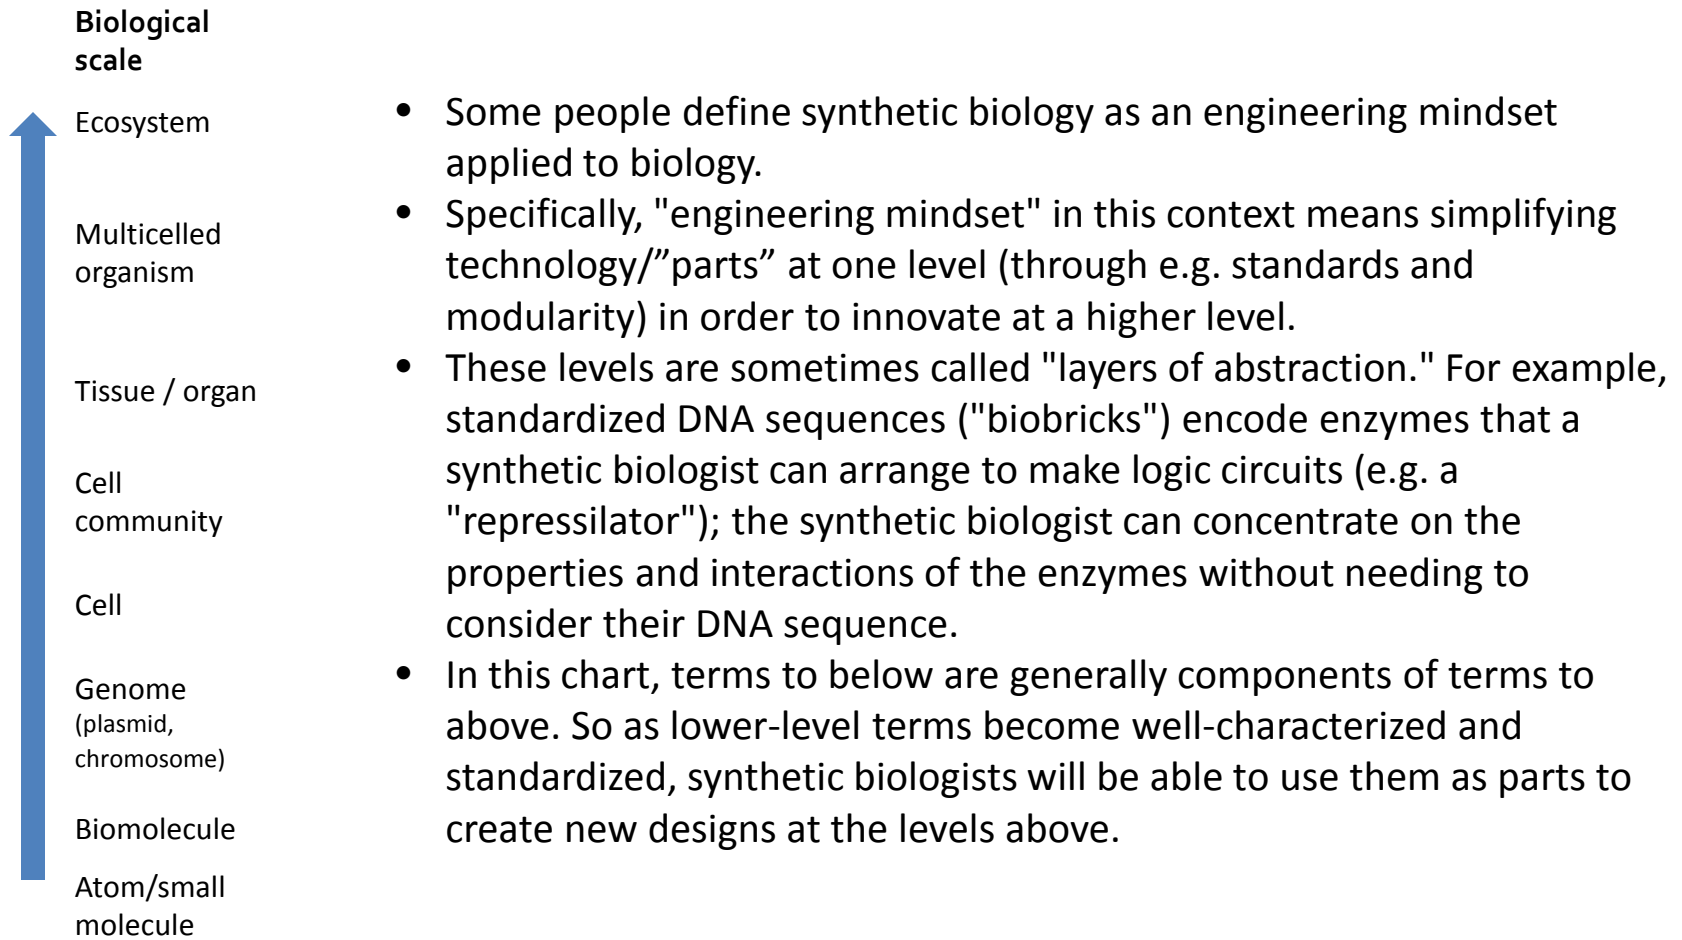 Biological
scale
Ecosystem
Multicelled
organism
Tissue / organ
Cell
community
Cell
Genome
(plasmid,
chromosome)
Biomolecule
Atom/small
molecule
• Some people define synthetic biology as an engineering mindset
applied to biology.
• Specifically, "engineering mindset" in this context means simplifying
technology/”parts” at one level (through e.g. standards and
modularity) in order to innovate at a higher level.
• These levels are sometimes called "layers of abstraction." For example,
standardized DNA sequences ("biobricks") encode enzymes that a
synthetic biologist can arrange to make logic circuits (e.g. a
"repressilator"); the synthetic biologist can concentrate on the
properties and interactions of the enzymes without needing to
consider their DNA sequence.
• In this chart, terms to below are generally components of terms to
above. So as lower-level terms become well-characterized and
standardized, synthetic biologists will be able to use them as parts to
create new designs at the levels above.